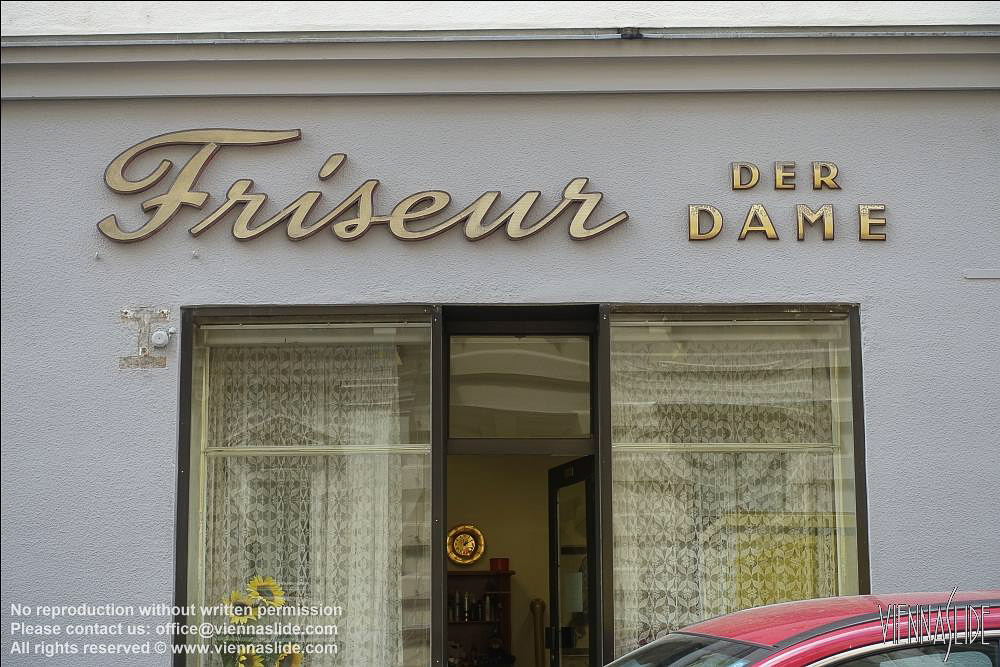 Friseur
DER
DAME
No reproduction without written permission
Please contact us: office@viennaslide.com
All rights reserved © www.viennaslide.com
VIENNASLIDE